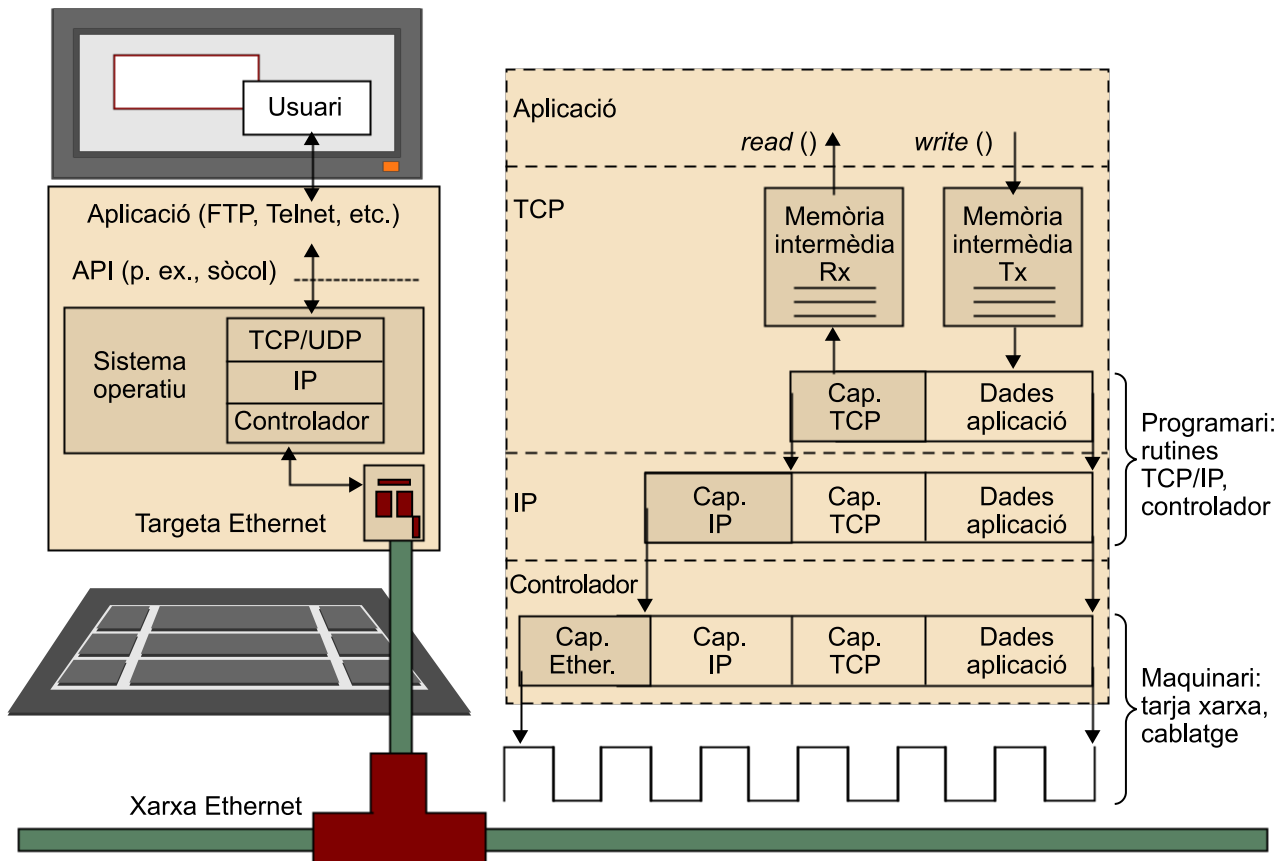 Usuari
Aplicació (FTP, Telnet, etc.)
API (p. ex., sòcol)
Sistema
operatiu
TCP/UDP
IP
Controlador
Targeta Ethernet
Xarxa Ethernet
Aplicació
read ()
write ()
TCP
Memòria
intermèdia
Rx
Memòria
intermèdia
Tx
Cap.
TCP
Dades
aplicació
IP
Cap.
IP
Cap.
TCP
Dades
aplicació
Controlador
Cap.
Ether.
Cap.
IP
Cap.
TCP
Dades
aplicació
Programari:
rutines
TCP/IP,
controlador
Maquinari:
tarja xarxa,
cablatge